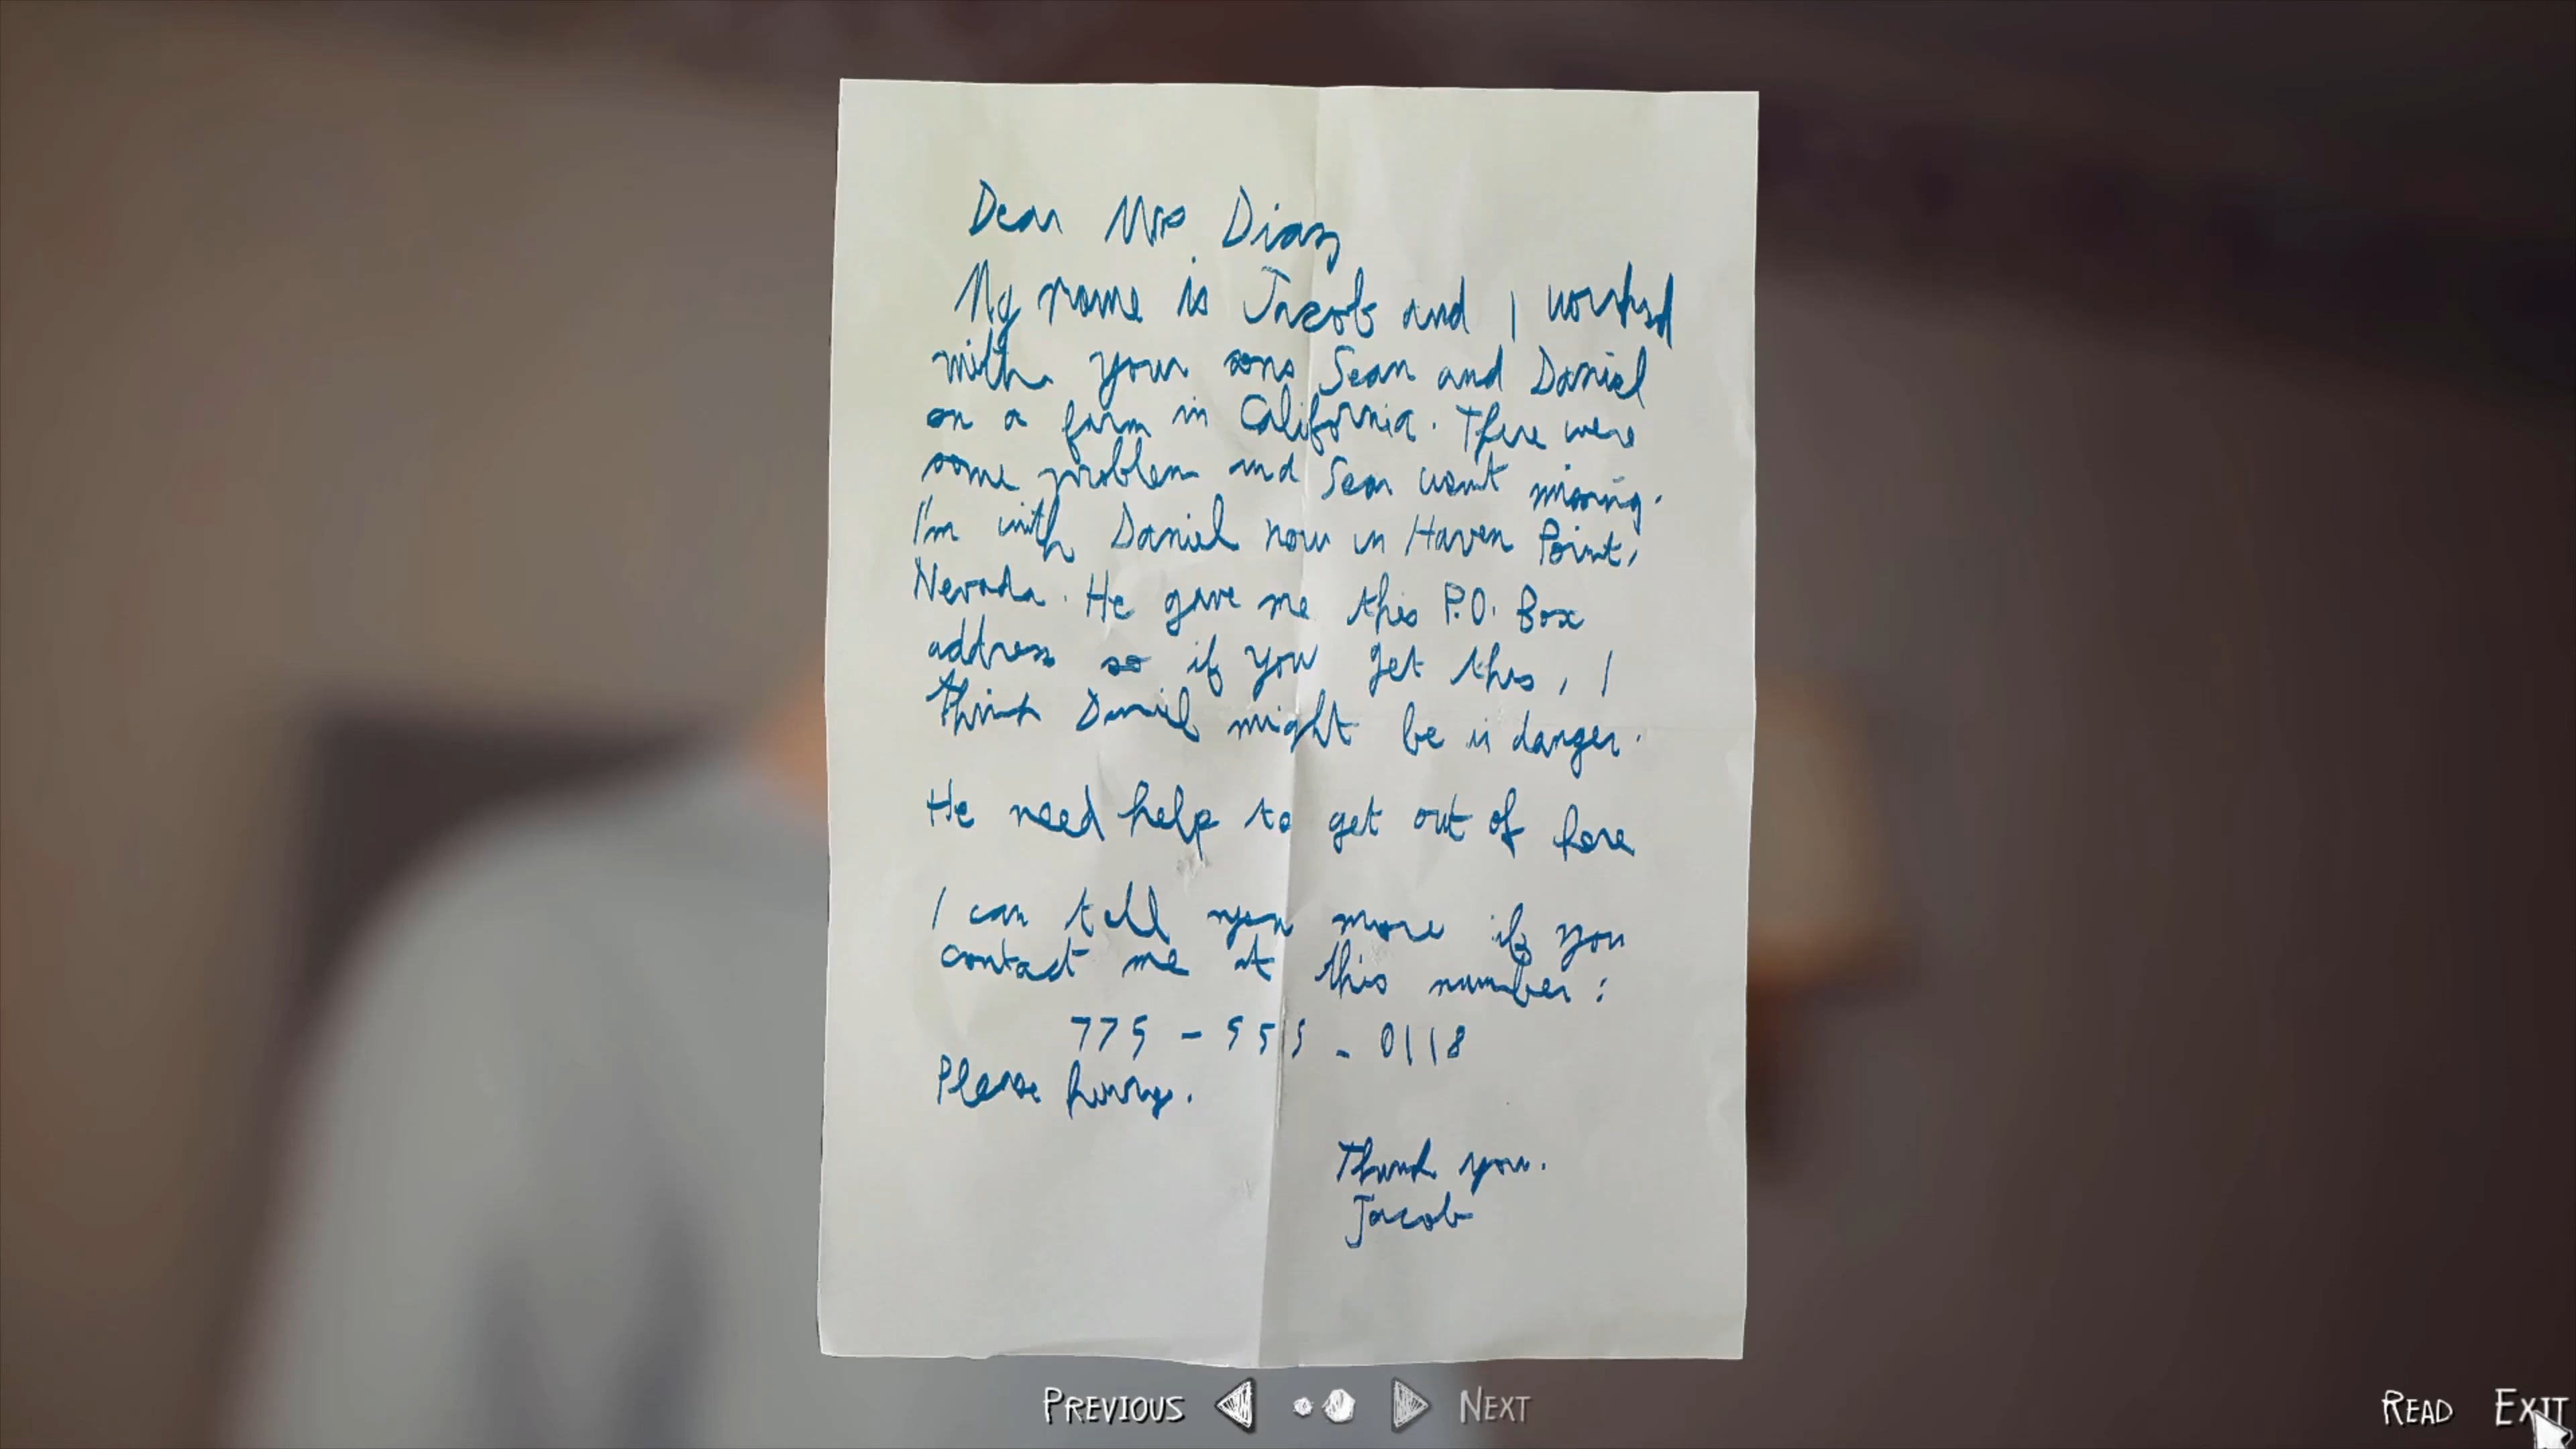 Dear Mrs Diaz
My name is Jacob and I worked
with your sons Sean and Daniel
on a farm in California. There were
some problem and Sean went missing.
I'm with Daniel now in Haven Point,
Nevada. He gave me this P.O. Box
address so if you get this, I
think Daniel might be in danger.
He need help to get out of here
I can tell you more if you
contact me at this number:
775-555-0118
Please hurry.
Thank you.
Jacob
PREVIOUS NEXT
READ EXIT